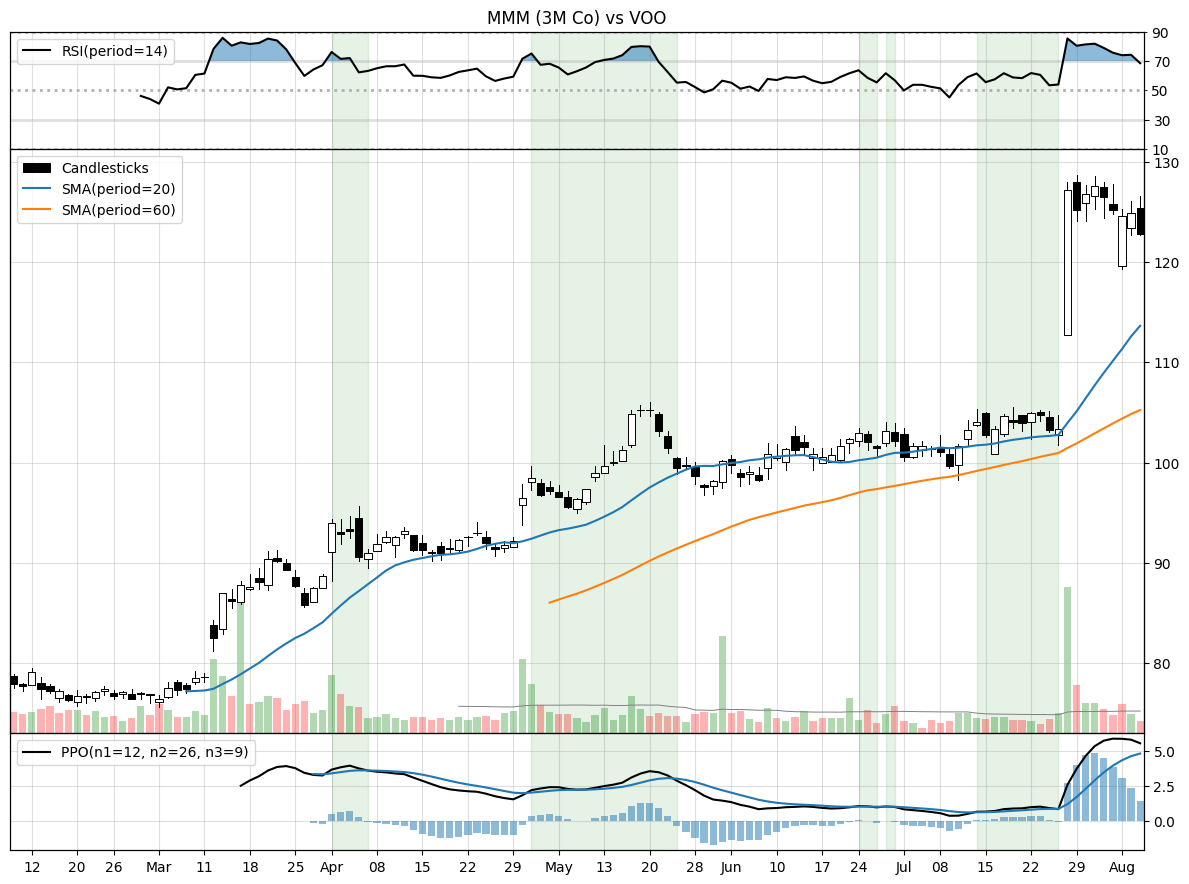 MMM (3M Co) vs VOO
RSI(period=14)
90
70
50
30
10
Candlesticks
SMA(period=20)
SMA(period=60)
130
120
110
100
90
80
PPO(n1=12, n2=26, n3=9)
5.0
2.5
0.0
12 20 26 Mar 11 18 25 Apr 08 15 22 29 May 13 20 28 Jun 10 17 24 Jul 08 15 22 29 Aug